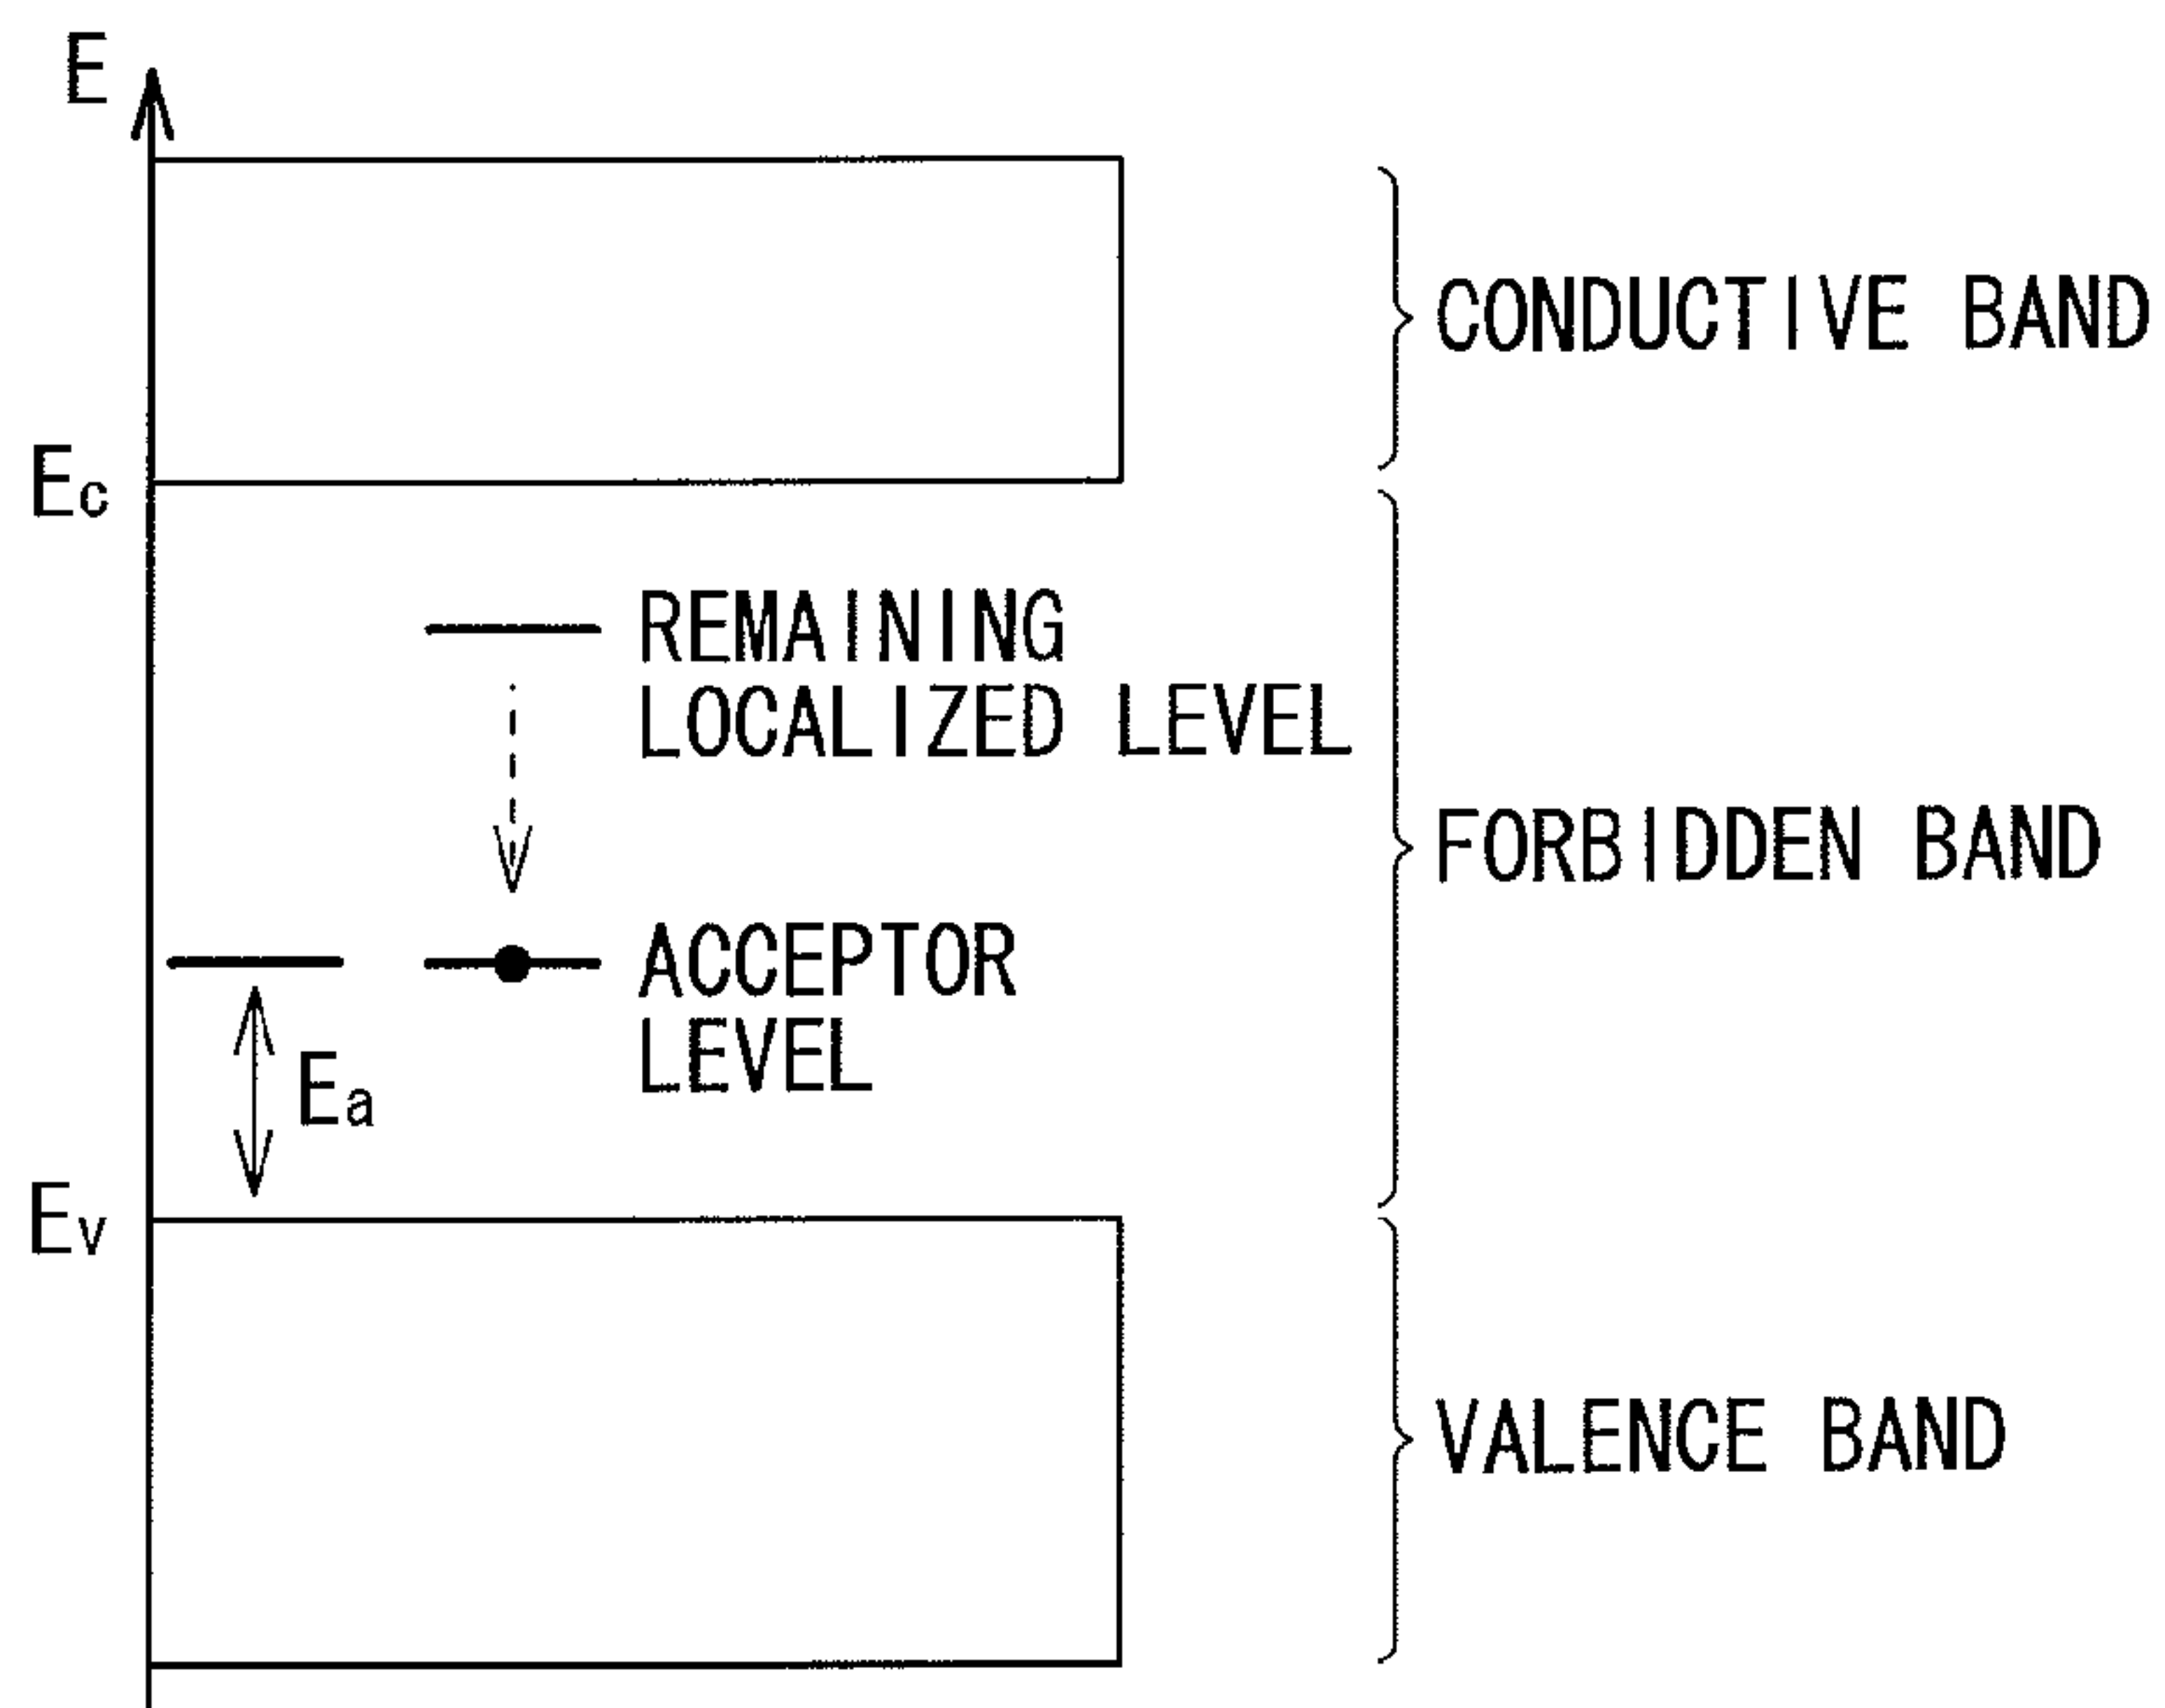 E
CONDUCTIVE BAND
Ec
REMAINING
LOCALIZED LEVEL
FORBIDDEN BAND
ACCEPTOR
LEVEL
Ea
Ev
VALENCE BAND